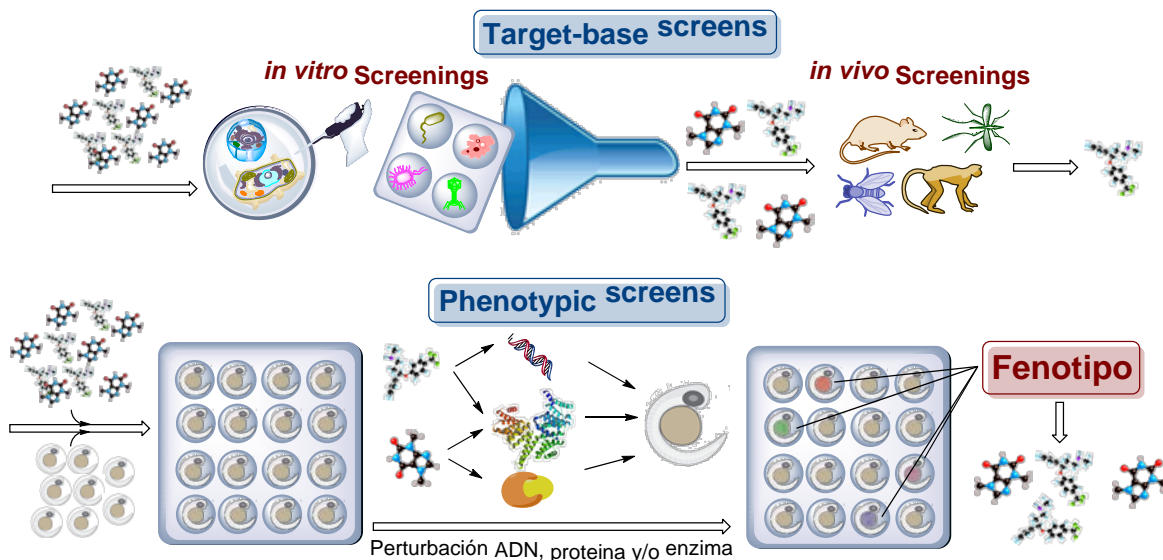 Target-base screens
in vitro Screenings
in vivo Screenings
Phenotypic screens
Fenotipo
Perturbación ADN, proteina y/o enzima